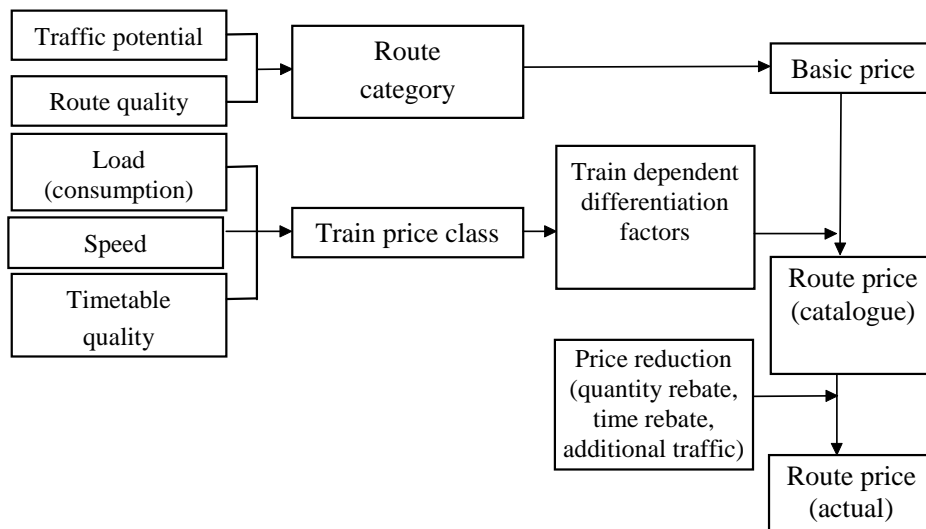 Traffic potential
Route quality
Load
(consumption)
Speed
Timetable
quality
Route
category
Train price class
Train dependent
differentiation
factors
Price reduction
(quantity rebate,
time rebate,
additional traffic)
Basic price
Route price
(catalogue)
Route price
(actual)